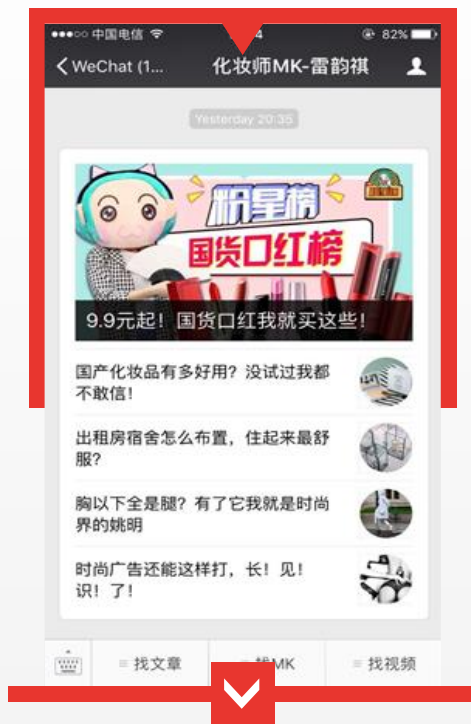 中国电信
4
82%
WeChat (1...
化妆师MK-雷韵祺
Yesterday 20:35
粉星榜
国货口红榜
9.9元起！国货口红我就买这些！
国产化妆品有多好用？没试过我都
不敢信！
出租房宿舍怎么布置，住起来最舒
服？
胸以下全是腿？有了它我就是时尚
界的姚明
时尚广告还能这样打，长！见！
识！了！
找文章
找MK
找视频